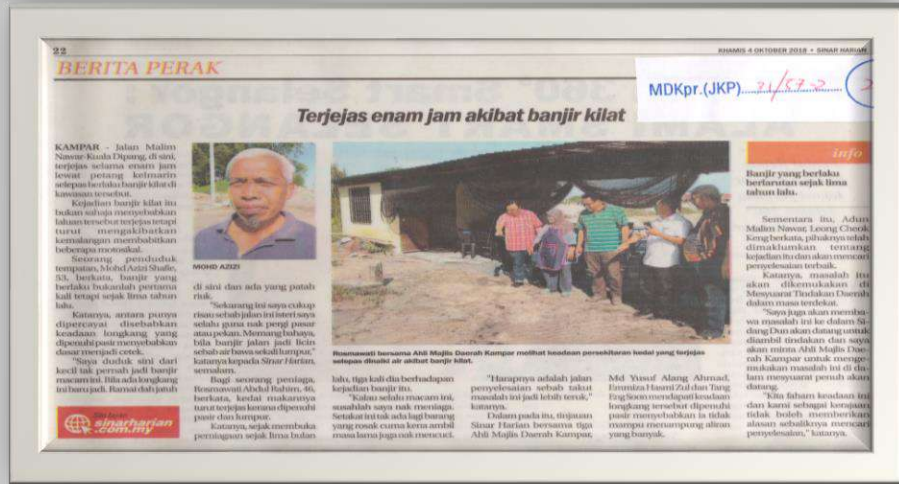 22
KHAMIS 4 OKTOBER 2018 • SINAR HARIAN
BERITA PERAK
MDKpr.(JKP)
Terjejas enam jam akibat banjir kilat
KAMPAR - Jalan Malim
Nawar-Kuala Dipang, di sini,
terjejas selama enam jam
lewat petang kelmarin
selepas berlaku banjir kilat di
kawasan tersebut.
Kejadian banjir kilat itu
bukan sahaja menyebabkan
laluan tersebut terjejas tetapi
turut mengakibatkan
kemalangan membabitkan
beberapa motosikal.
Seorang penduduk
tempatan, Mohd Azizi Shafie,
53, berkata, banjir yang
berlaku bukanlah pertama
kali tetapi sejak lima tahun
lalu.
Katanya, antara punya
dipercayai disebabkan
keadaan longkang yang
dipenuhi pasir menyebabkan
dasar menjadi cetek.
"Saya duduk sini dari
kecil tak pernah jadi banjir
macam ini. Bila ada longkang
ini baru jadi. Ramai dah jatuh
Sila layari
sinarharian
.com.my
MOHD AZIZI
di sini dan ada yang patah
riuk.
"Sekarang ini saya cukup
risau sebab jalan ini isteri saya
selalu guna nak pergi pasar
atau pekan. Memang bahaya,
bila banjir jalan jadi licin
sebab air bawa sekali lumpur,"
katanya kepada Sinar Harian,
semalam.
Bagi seorang peniaga,
Rosmawati Abdul Rahim, 46,
berkata, kedai makannya
turut terjejas kerana dipenuhi
pasir dan lumpur.
Katanya, sejak membuka
perniagaan sejak lima bulan
Rosmawati bersama Ahli Majlis Daerah Kampar melihat keadaan persekitaran kedai yang terjejas
selepas dinaiki air akibat banjir kilat.
lalu, tiga kali dia berhadapan
kejadian banjir itu.
"Kalau selalu macam ini,
susahlah saya nak meniaga.
Setakat ini tak ada lagi barang
yang rosak cuma kena ambil
masa lama juga nak mencuci.
"Harapnya adalah jalan
penyelesaian sebab takut
masalah ini jadi lebih teruk,"
katanya.
Dalam pada itu, tinjauan
Sinar Harian bersama tiga
Ahli Majlis Daerah Kampar,
Md Yusuf Alang Ahmad,
Emmiza Hasmi Zul dan Tang
Eng Soon mendapati keadaan
longkang tersebut dipenuhi
pasir menyebabkan ia tidak
mampu menampung aliran
yang banyak.
info
Banjir yang berlaku
berlarutan sejak lima
tahun lalu.
Sementara itu, Adun
Malim Nawar, Leong Cheok
Keng berkata, pihaknya telah
dimaklumkan tentang
kejadian itu dan akan mencari
penyelesaian terbaik.
Katanya, masalah itu
akan dikemukakan di
Mesyuarat Tindakan Daerah
dalam masa terdekat.
"Saya juga akan memba-
wa masalah ini ke dalam Si-
dang Dun akan datang untuk
diambil tindakan dan saya
akan minta Ahli Majlis Dae-
rah Kampar untuk menge-
mukakan masalah ini di da-
lam mesyuarat penuh akan
datang.
"Kita faham keadaan ini
dan kami sebagai kerajaan
tidak boleh memberikan
alasan sebaliknya mencari
penyelesaian," katanya.